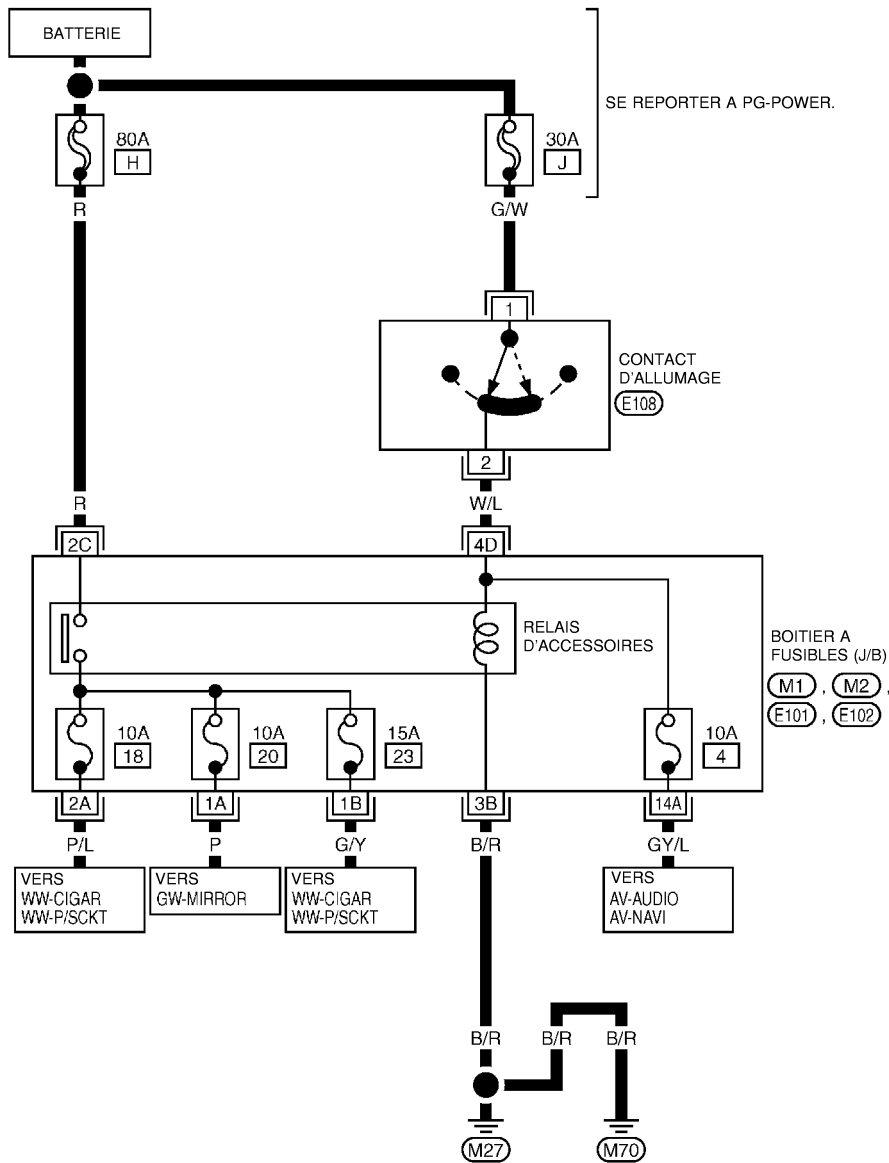 BATTERIE
SE REPORTER A PG-POWER.
80A
H
30A
J
R
G/W
1
CONTACT
D'ALLUMAGE
E108
2
R
W/L
2C
4D
RELAIS
D'ACCESSOIRES
BOITIER A
FUSIBLES (J/B)
M1 , M2 ,
E101 , E102
10A
18
10A
20
15A
23
10A
4
2A
1A
1B
3B
14A
P/L
P
G/Y
B/R
GY/L
VERS
WW-CIGAR
WW-P/SCKT
VERS
GW-MIRROR
VERS
WW-CIGAR
WW-P/SCKT
VERS
AV-AUDIO
AV-NAVI
B/R
B/R
B/R
M27
M70